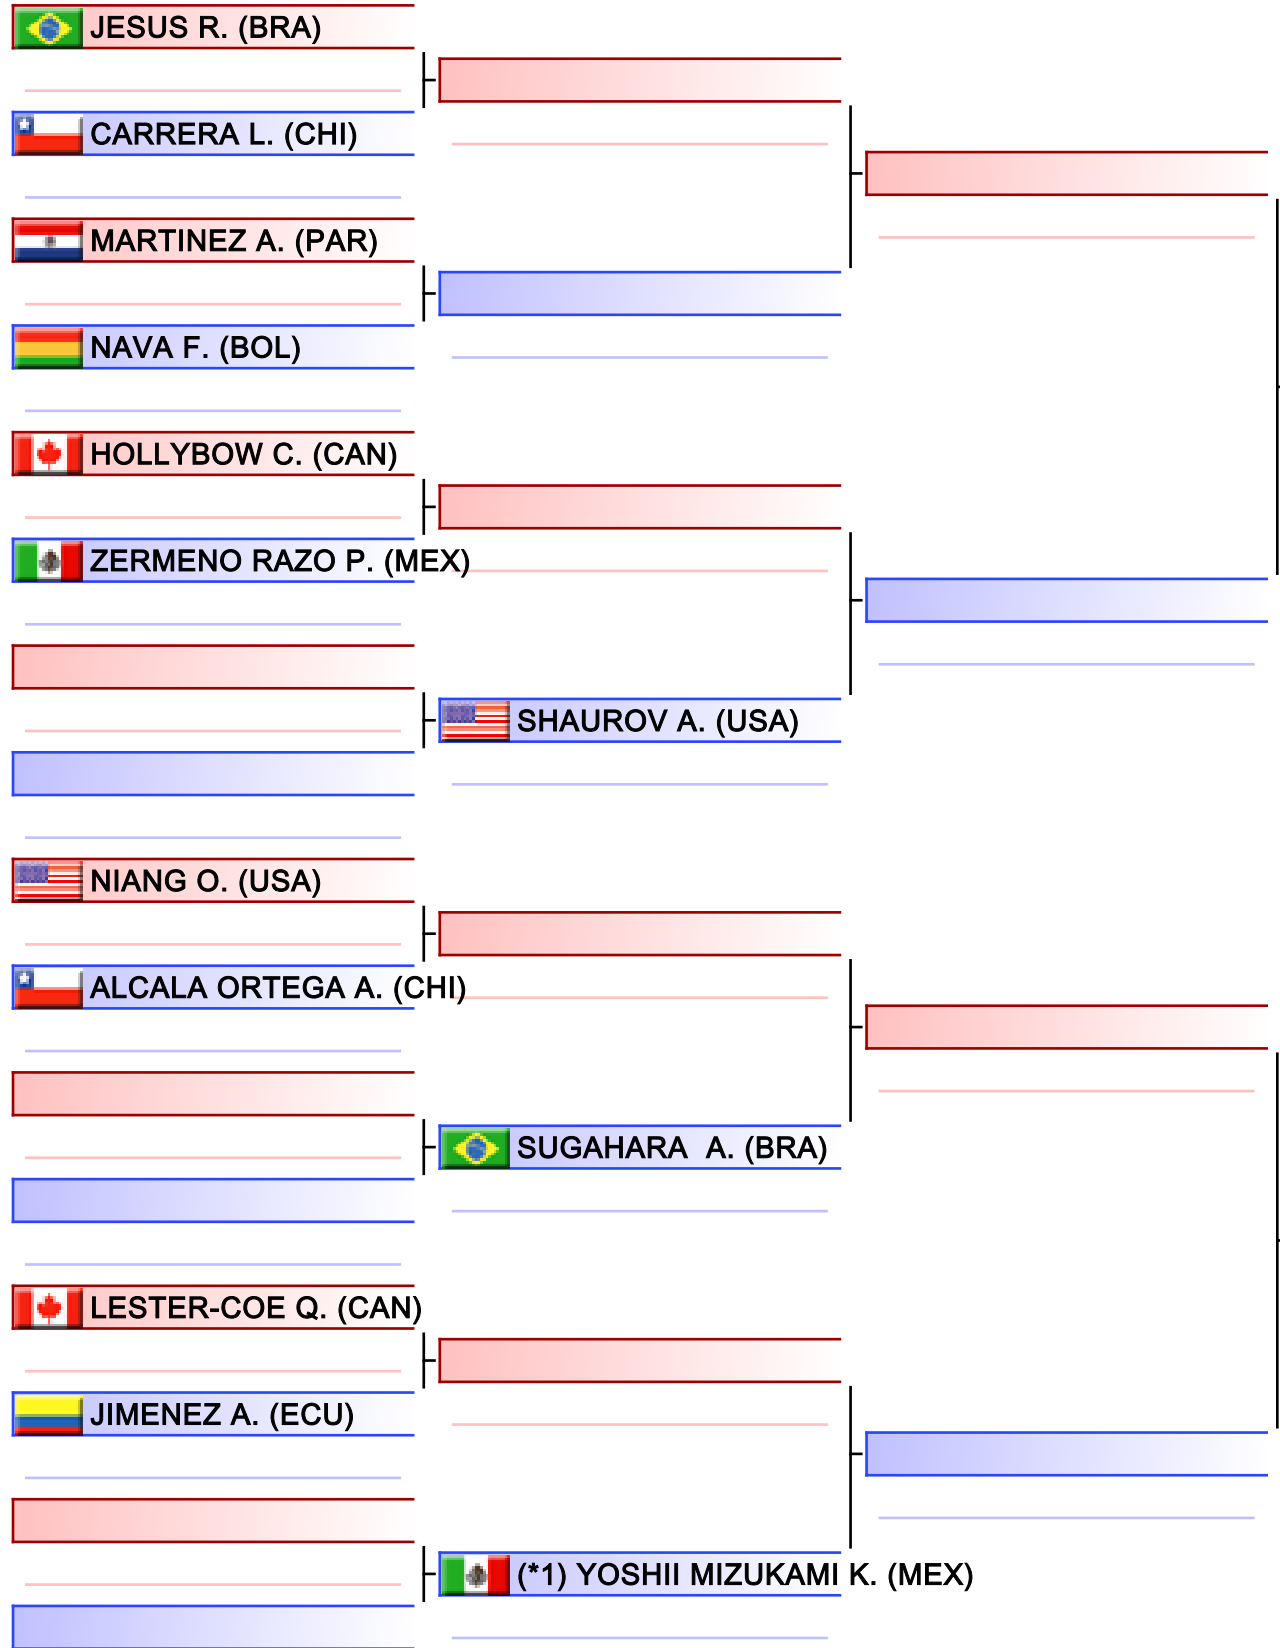 JESUS R. (BRA)
CARRERA L. (CHI)
MARTINEZ A. (PAR)
NAVA F. (BOL)
HOLLYBOW C. (CAN)
ZERMENO RAZO P. (MEX)
SHAUROV A. (USA)
NIANG O. (USA)
ALCALA ORTEGA A. (CHI)
SUGAHARA  A. (BRA)
LESTER-COE Q. (CAN)
JIMENEZ A. (ECU)
(*1) YOSHII MIZUKAMI K. (MEX)